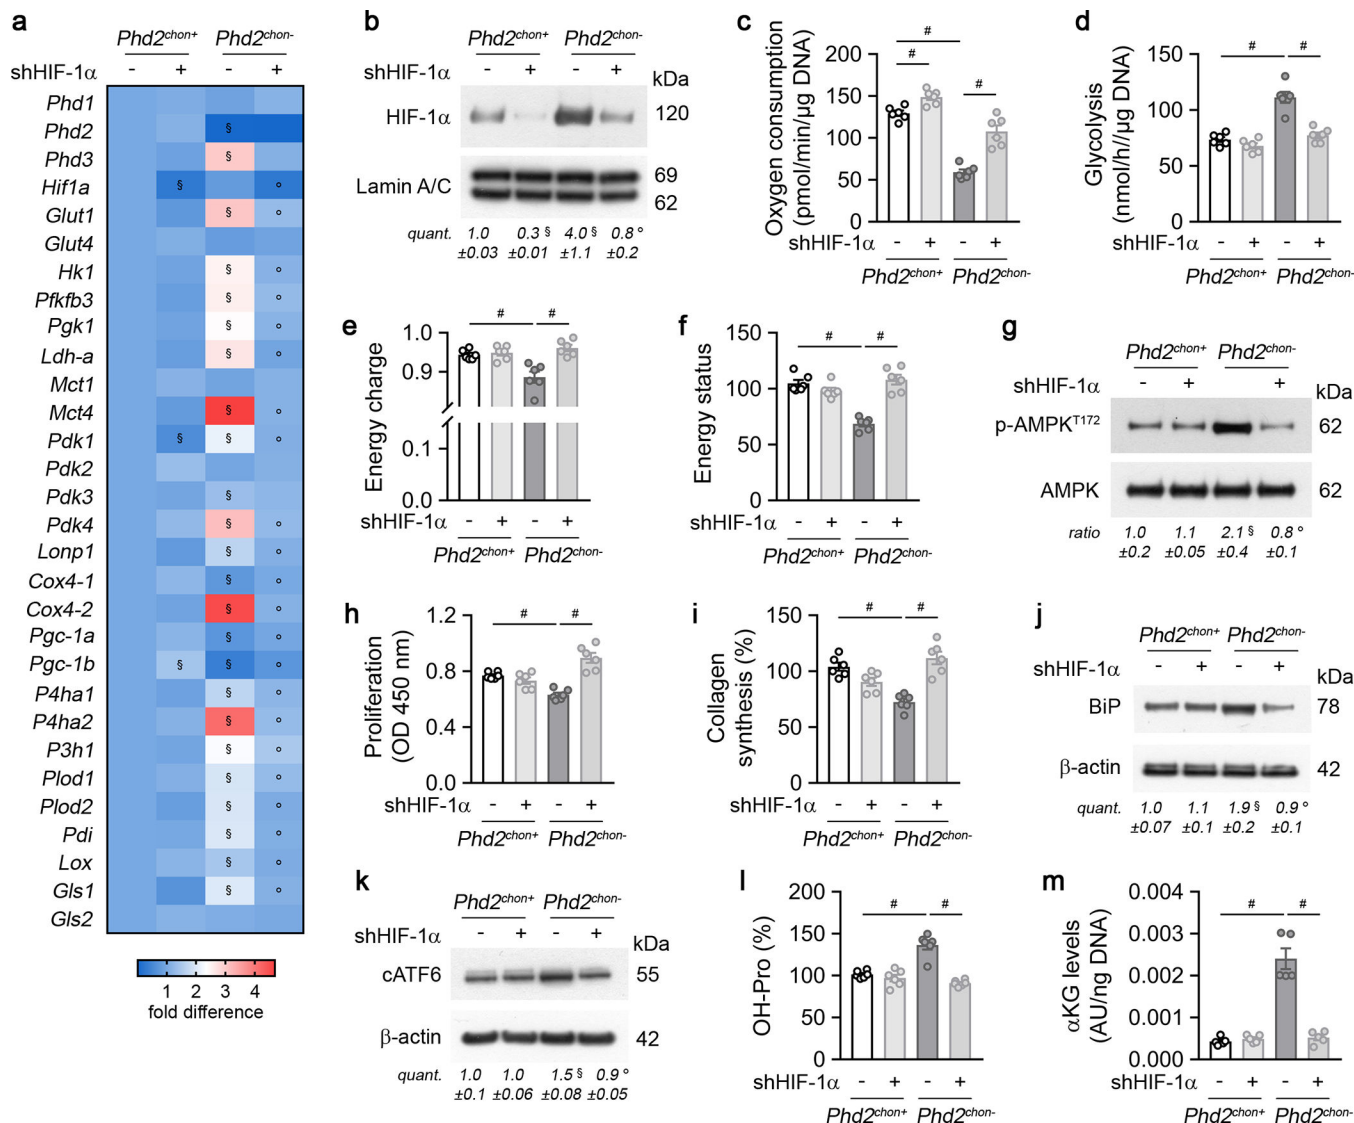 a
Phd2chon+ Phd2chon-
shHIF-1α - + - +
Phd1
Phd2 §
Phd3 §
Hif1a § °
Glut1 § °
Glut4
Hk1 § °
Pfkfb3 § °
Pgk1 § °
Ldh-a § °
Mct1
Mct4 § °
Pdk1 § § °
Pdk2
Pdk3 §
Pdk4 § °
Lonp1 § °
Cox4-1 § °
Cox4-2 § °
Pgc-1a § °
Pgc-1b § § °
P4ha1 § °
P4ha2 § °
P3h1 § °
Plod1 § °
Plod2 § °
Pdi § °
Lox § °
Gls1 § °
Gls2
1 2 3 4
fold difference
b
Phd2chon+ Phd2chon-
shHIF-1α - + - + kDa
HIF-1α 120
Lamin A/C 69
62
quant. 1.0 0.3 § 4.0 § 0.8 °
±0.03 ±0.01 ±1.1 ±0.2
c
Oxygen consumption
(pmol/min/µg DNA)
200
150
100
50
0
# # #
shHIF-1α - + - +
Phd2chon+ Phd2chon-
d
Glycolysis
(nmol/h//µg DNA)
150
100
50
0
# #
shHIF-1α - + - +
Phd2chon+ Phd2chon-
e
Energy charge
1.0
0.9
0.1
0.0
# #
shHIF-1α - + - +
Phd2chon+ Phd2chon-
f
Energy status
150
100
50
0
# #
shHIF-1α - + - +
Phd2chon+ Phd2chon-
g
Phd2chon+ Phd2chon-
shHIF-1α - + - + kDa
p-AMPKT172 62
AMPK 62
ratio 1.0 1.1 2.1 § 0.8 °
±0.2 ±0.05 ±0.4 ±0.1
h
Proliferation
(OD 450 nm)
1.2
0.8
0.4
0.0
# #
shHIF-1α - + - +
Phd2chon+ Phd2chon-
i
Collagen
synthesis (%)
150
100
50
0
# #
shHIF-1α - + - +
Phd2chon+ Phd2chon-
j
Phd2chon+ Phd2chon-
shHIF-1α - + - + kDa
BiP 78
β-actin 42
quant. 1.0 1.1 1.9 § 0.9 °
±0.07 ±0.1 ±0.2 ±0.1
k
Phd2chon+ Phd2chon-
shHIF-1α - + - + kDa
cATF6 55
β-actin 42
quant. 1.0 1.0 1.5 § 0.9 °
±0.1 ±0.06 ±0.08 ±0.05
l
OH-Pro (%)
200
150
100
50
0
# #
shHIF-1α - + - +
Phd2chon+ Phd2chon-
m
αKG levels
(AU/ng DNA)
0.004
0.003
0.002
0.001
0.000
# #
shHIF-1α - + - +
Phd2chon+ Phd2chon-